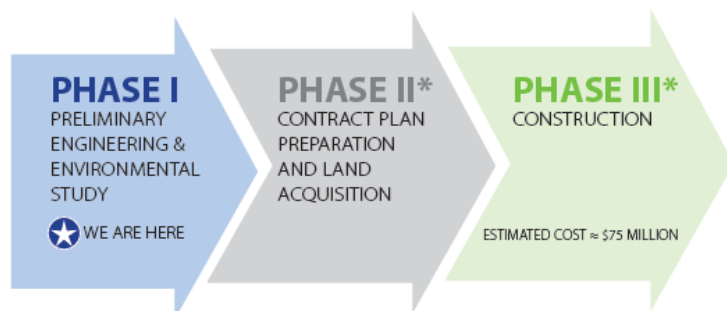 PHASE I
PRELIMINARY
ENGINEERING &
ENVIRONMENTAL
STUDY
WE ARE HERE
PHASE II*
CONTRACT PLAN
PREPARATION
AND LAND
ACQUISITION
PHASE III*
CONSTRUCTION
ESTIMATED COST ≈ $75 MILLION